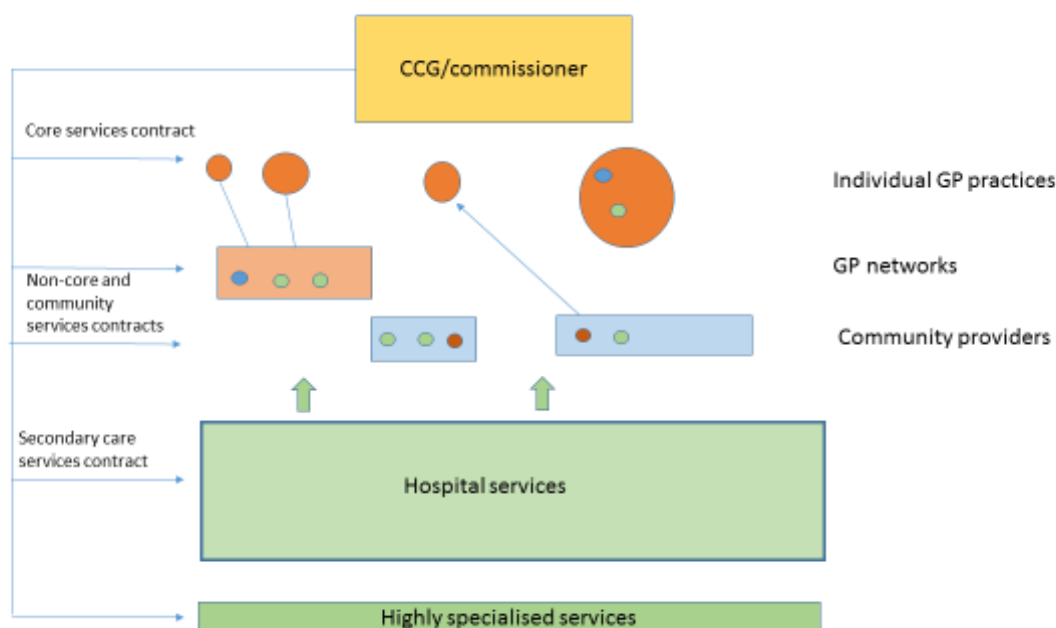 CCG/commissioner
Core services contract
Individual GP practices
GP networks
Non-core and
community
services contracts
Community providers
Secondary care
services contract
Hospital services
Highly specialised services